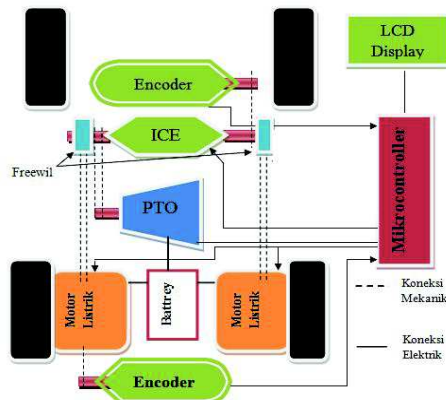 LCD
Display
Encoder
ICE
Freewil
PTO
Mikrocontroller
Motor
Listrik
Battrey
Motor
Listrik
Koneksi
Mekanik
Koneksi
Elektrik
Encoder